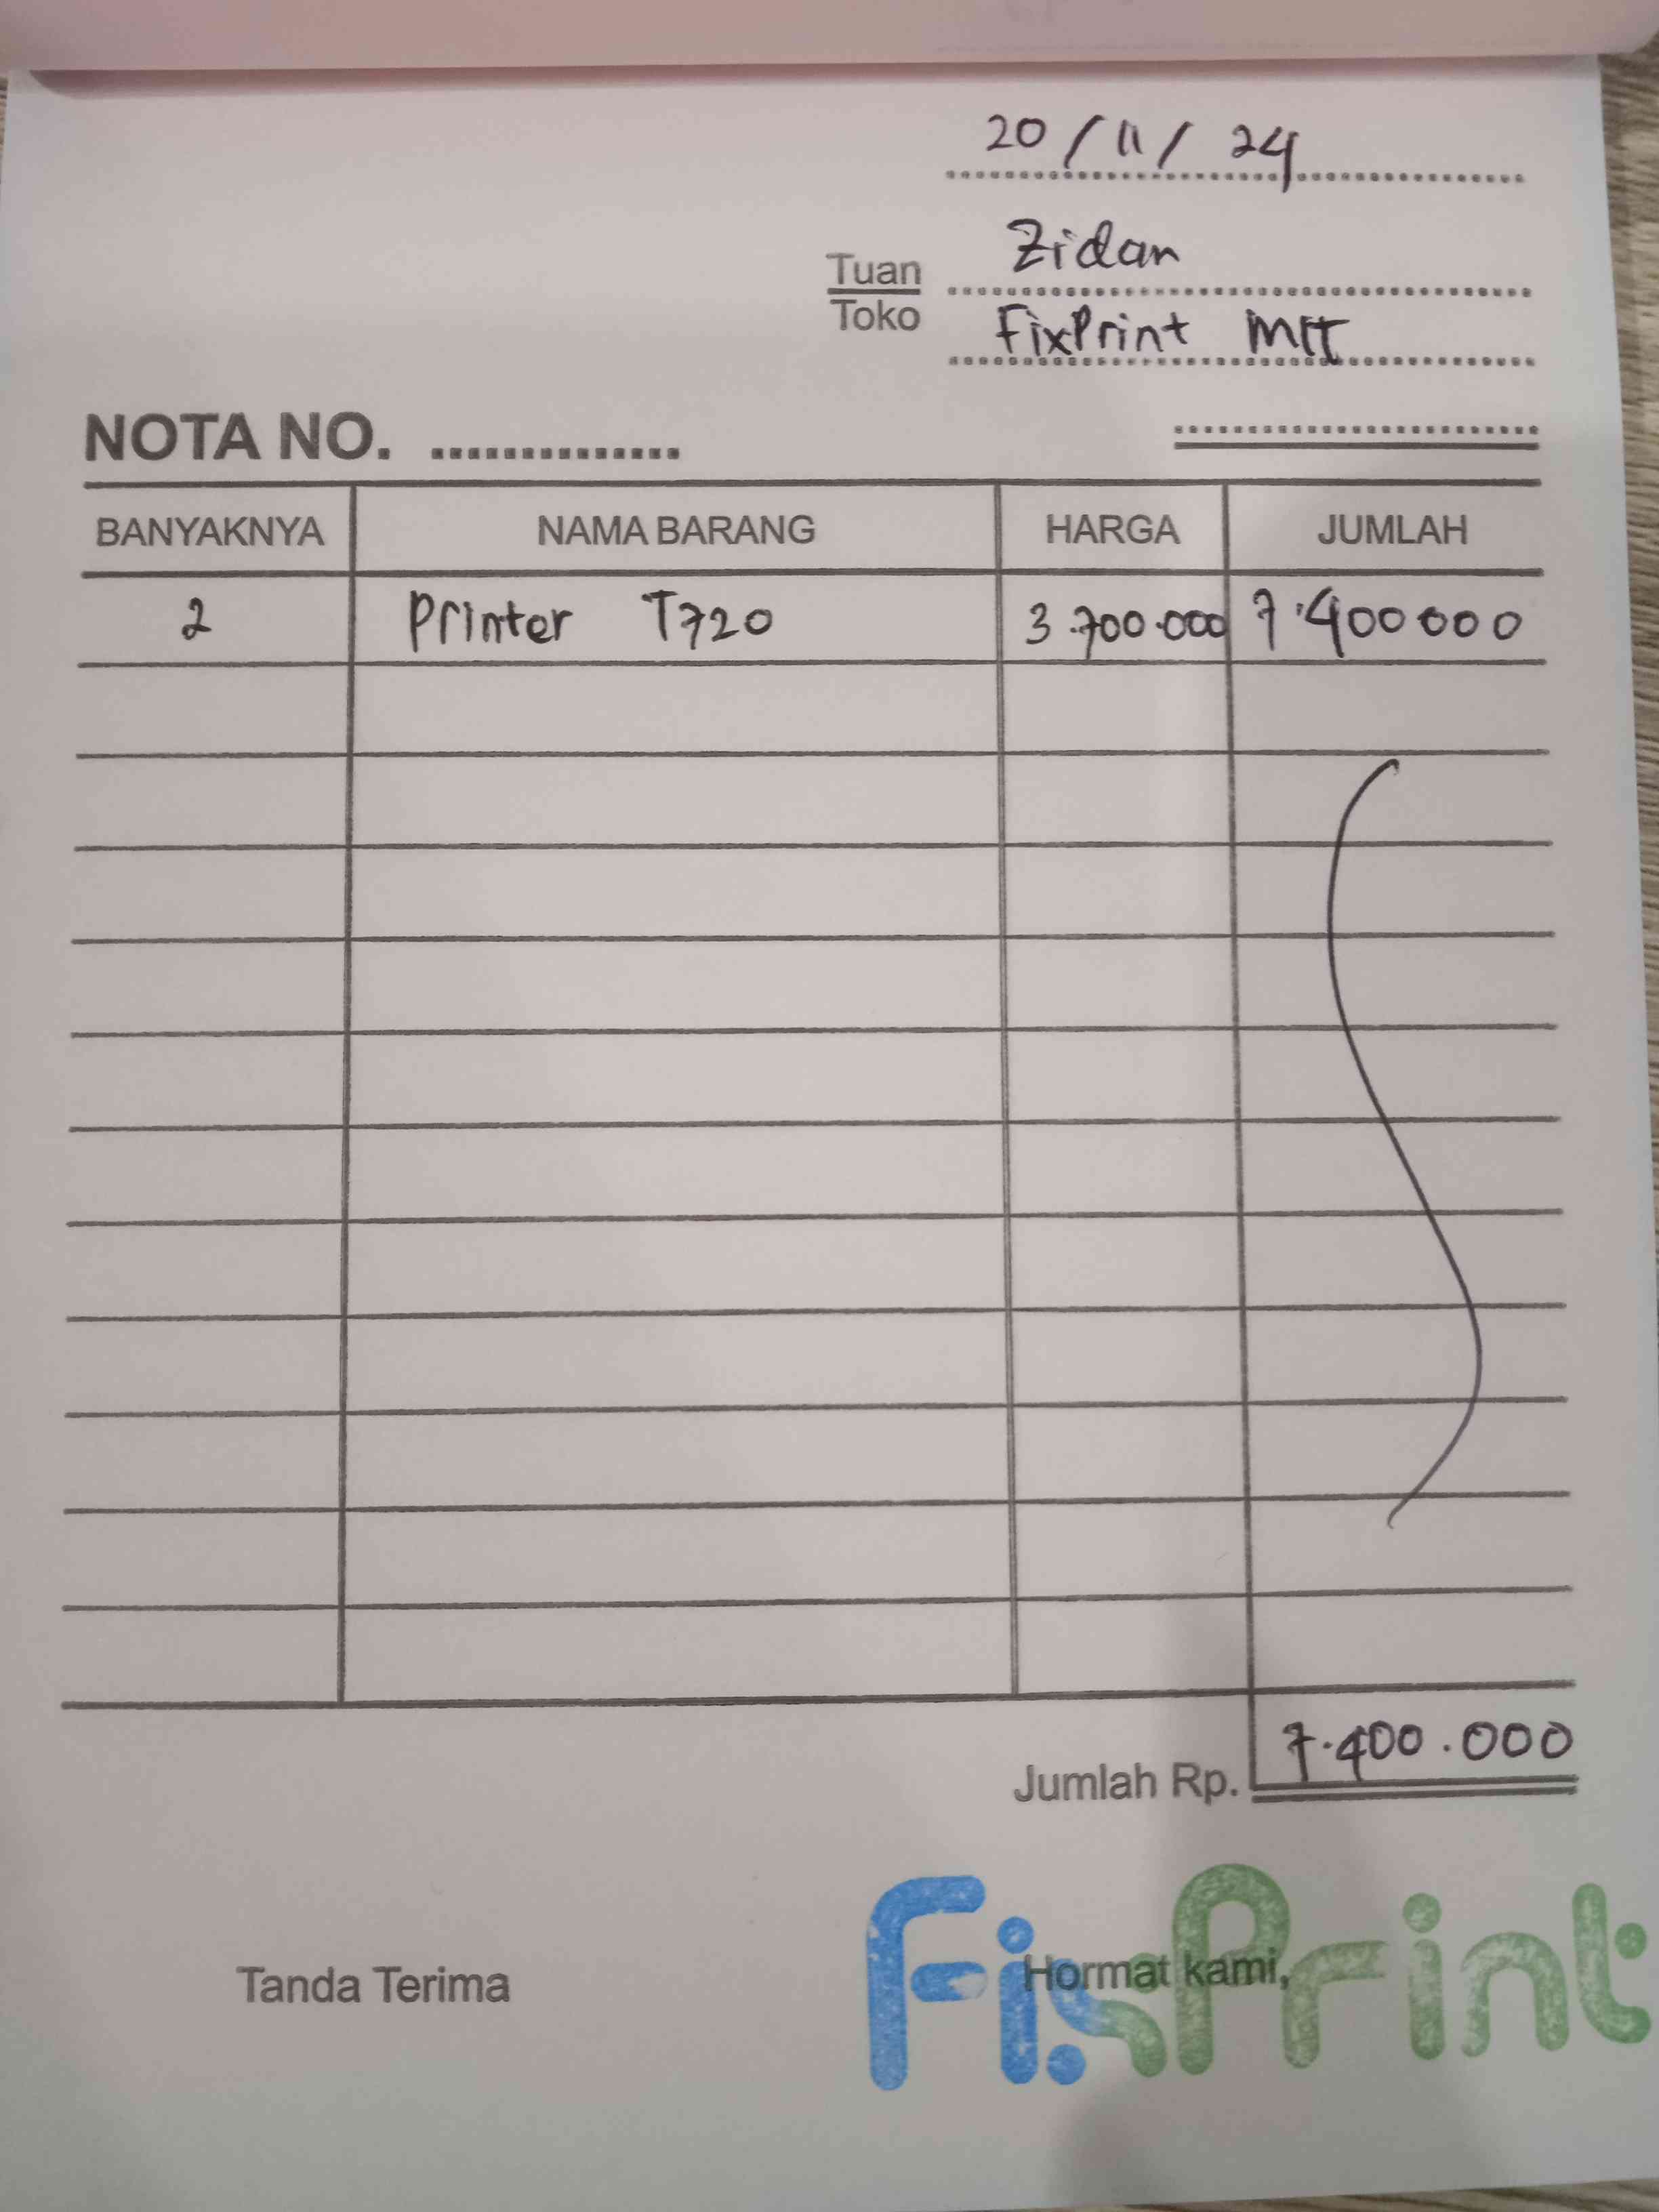 20/11/24
Tuan Zidan
Toko FixPrint MTT
NOTA NO. ...............
BANYAKNYA NAMA BARANG HARGA JUMLAH
2 Printer T720 3.700.000 7.400000
Jumlah Rp. 7.400.000
Tanda Terima Hormat kami,
FixPrint